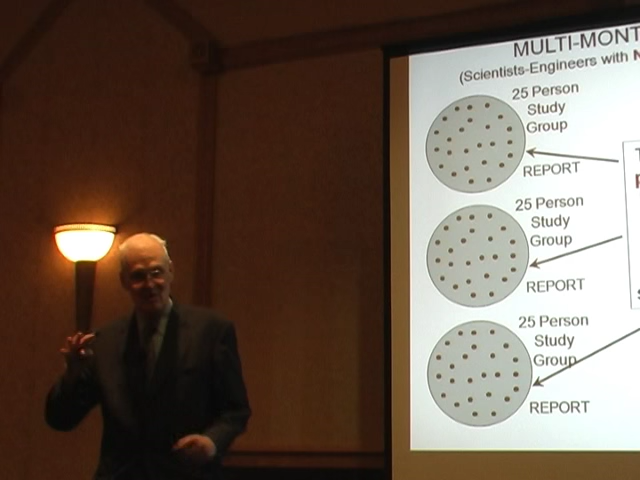 MULTI-MONT
(Scientists-Engineers with N
25 Person
Study
Group
REPORT
25 Person
Study
Group
REPORT
25 Person
Study
Group
REPORT